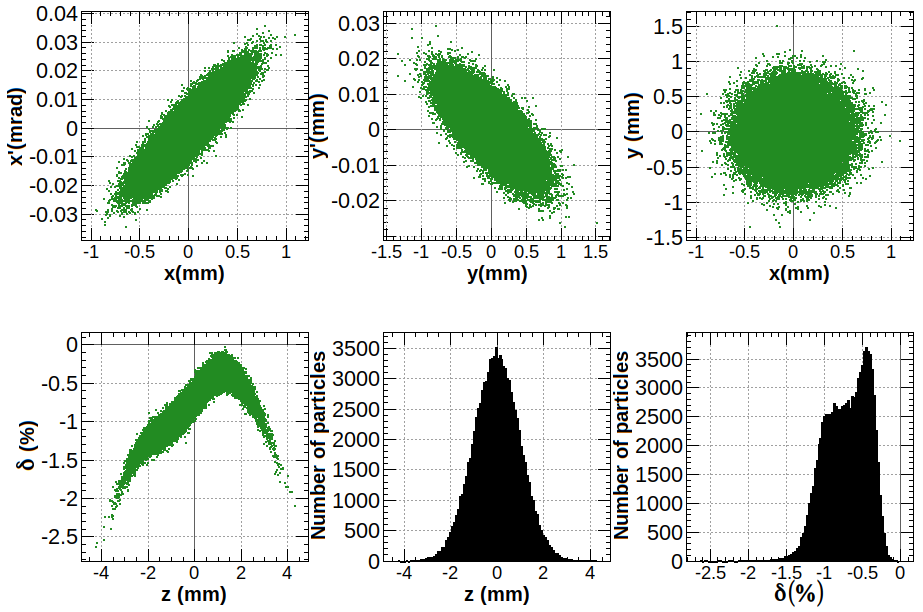 0.04
0.03
0.02
0.01
0
-0.01
-0.02
-0.03
x'(mrad)
-1 -0.5 0 0.5 1
x(mm)
0.03
0.02
0.01
0
-0.01
-0.02
y'(mm)
-1.5 -1 -0.5 0 0.5 1 1.5
y(mm)
1.5
1
0.5
0
-0.5
-1
-1.5
y (mm)
-1 -0.5 0 0.5 1
x(mm)
0
-0.5
-1
-1.5
-2
-2.5
δ (%)
-4 -2 0 2 4
z (mm)
3500
3000
2500
2000
1500
1000
500
0
Number of particles
-4 -2 0 2 4
z (mm)
3500
3000
2500
2000
1500
1000
500
0
Number of particles
-2.5 -2 -1.5 -1 -0.5 0
δ(%)